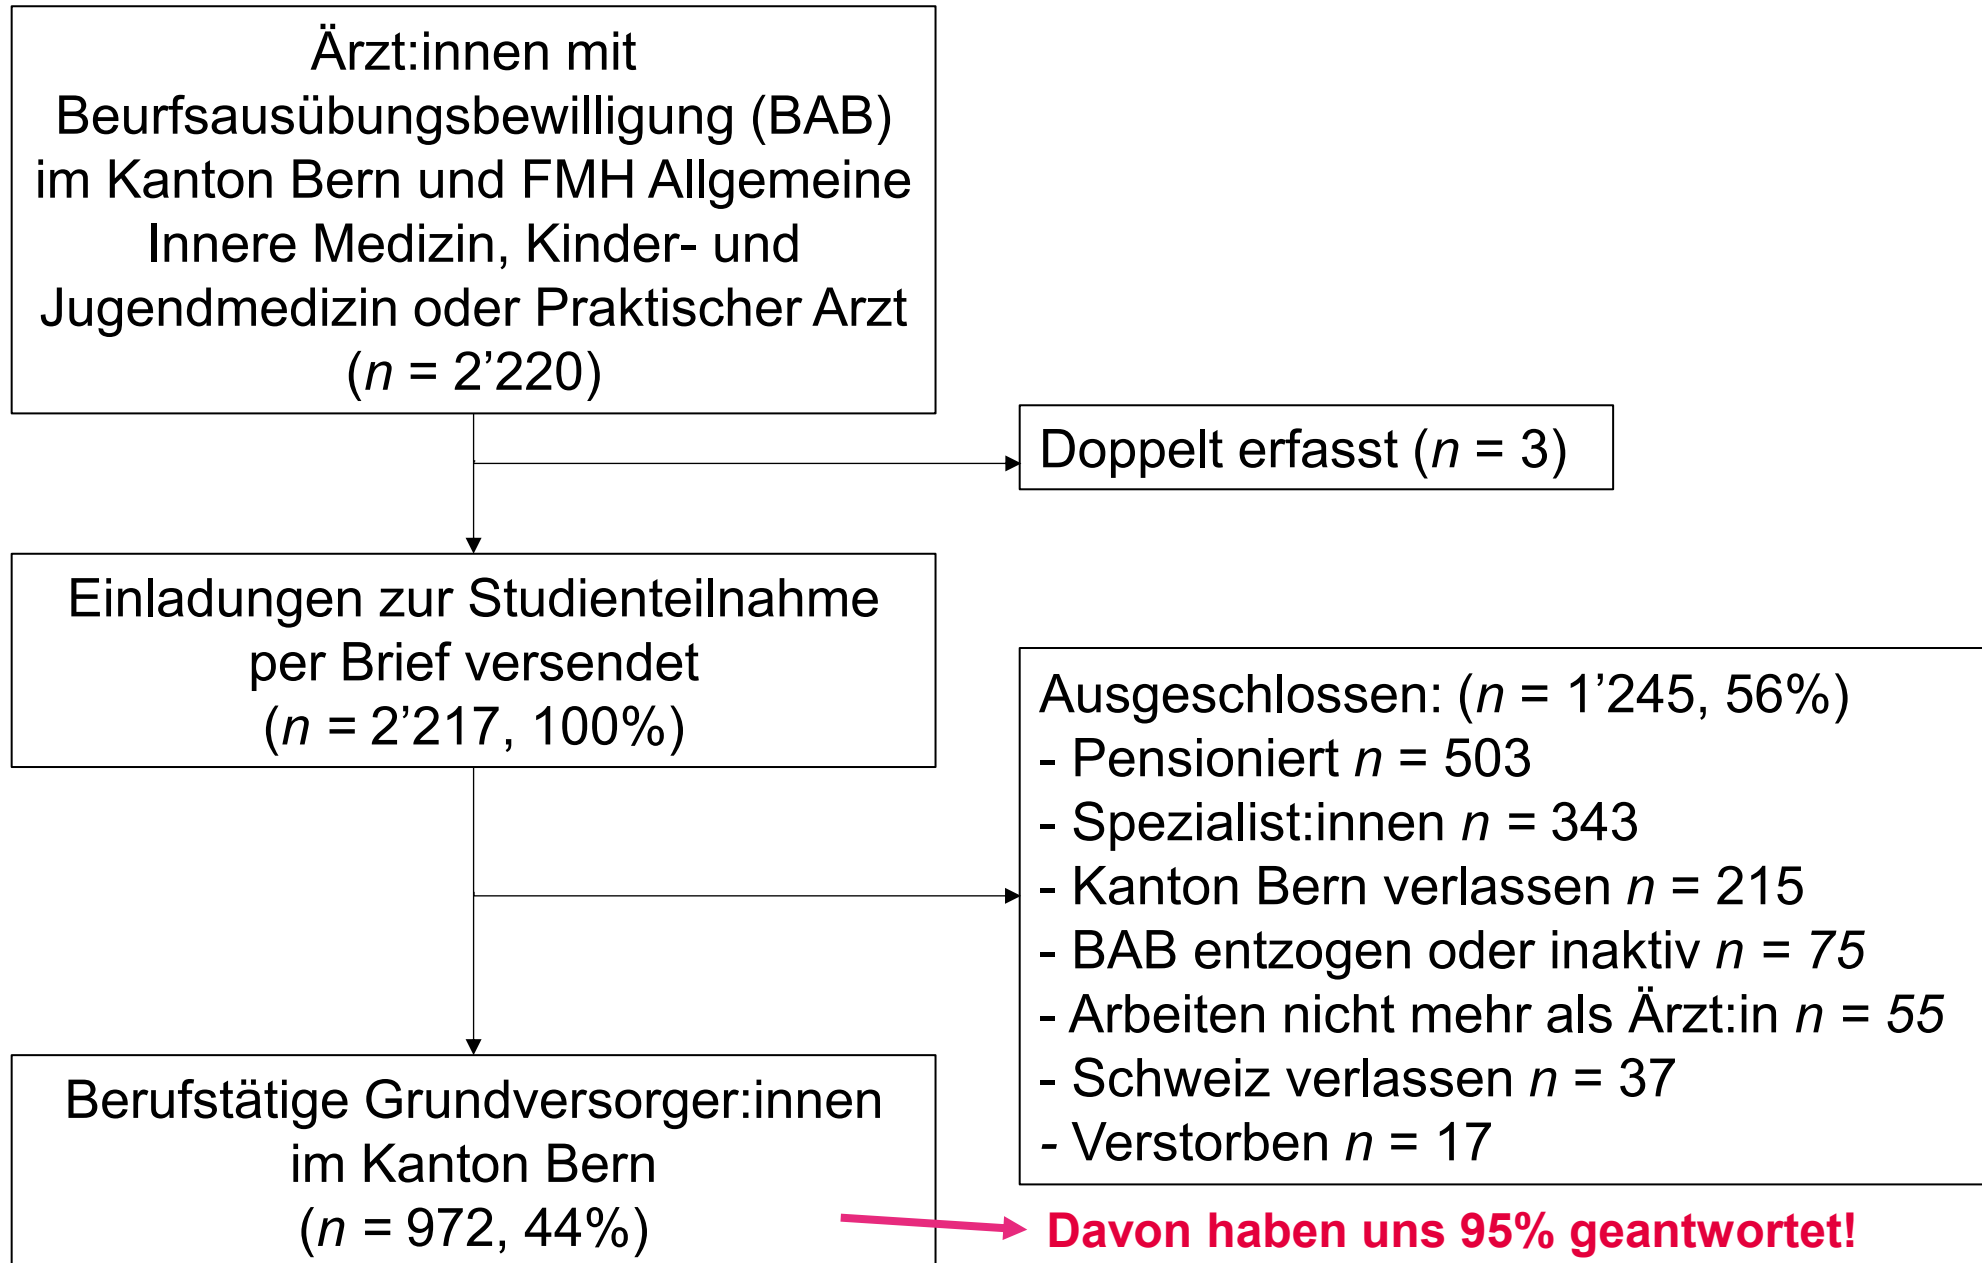 Ärzt:innen mit
Beurfsausübungsbewilligung (BAB)
im Kanton Bern und FMH Allgemeine
Innere Medizin, Kinder- und
Jugendmedizin oder Praktischer Arzt
(n = 2’220)
Doppelt erfasst (n = 3)
Einladungen zur Studienteilnahme
per Brief versendet
(n = 2’217, 100%)
Ausgeschlossen: (n = 1’245, 56%)
- Pensioniert n = 503
- Spezialist:innen n = 343
- Kanton Bern verlassen n = 215
- BAB entzogen oder inaktiv n = 75
- Arbeiten nicht mehr als Ärzt:in n = 55
- Schweiz verlassen n = 37
- Verstorben n = 17
Berufstätige Grundversorger:innen
im Kanton Bern
(n = 972, 44%)
Davon haben uns 95% geantwortet!